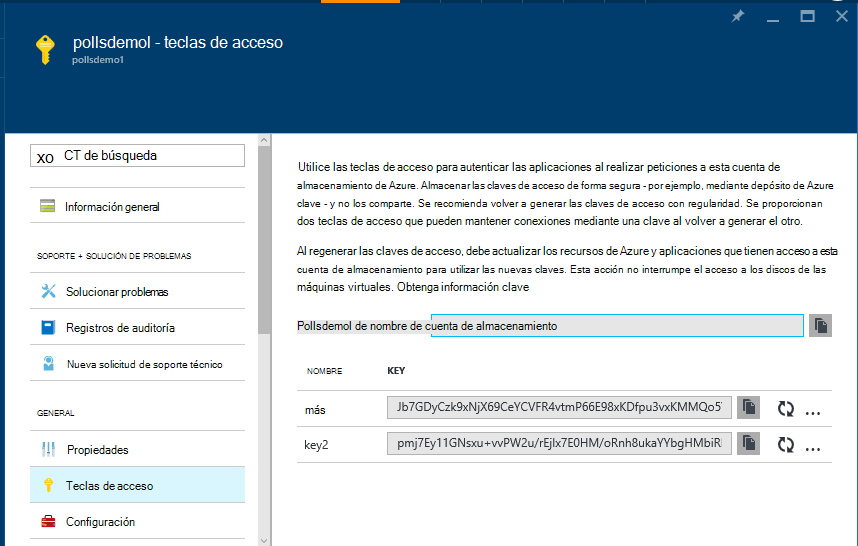 pollsdemol - teclas de acceso
pollsdemo1
XO CT de búsqueda
Información general
SOPORTE + SOLUCIÓN DE PROBLEMAS
Solucionar problemas
Registros de auditoría
Nueva solicitud de soporte técnico
GENERAL
Propiedades
Teclas de acceso
Configuración
Utilice las teclas de acceso para autenticar las aplicaciones al realizar peticiones a esta cuenta de
almacenamiento de Azure. Almacenar las claves de acceso de forma segura - por ejemplo, mediante depósito de Azure
clave - y no los comparte. Se recomienda volver a generar las claves de acceso con regularidad. Se proporcionan
dos teclas de acceso que pueden mantener conexiones mediante una clave al volver a generar el otro.
Al regenerar las claves de acceso, debe actualizar los recursos de Azure y aplicaciones que tienen acceso a esta
cuenta de almacenamiento para utilizar las nuevas claves. Esta acción no interrumpe el acceso a los discos de las
máquinas virtuales. Obtenga información clave
Pollsdemol de nombre de cuenta de almacenamiento
NOMBRE KEY
más Jb7GDyCzk9xNjX69CeYCVFR4vtmP66E98xKDfpu3vxKMMQo5
key2 pmj7Ey11GNsxu+vvPW2u/rEjIx7E0HM/oRnh8ukaYYbgHMbiR